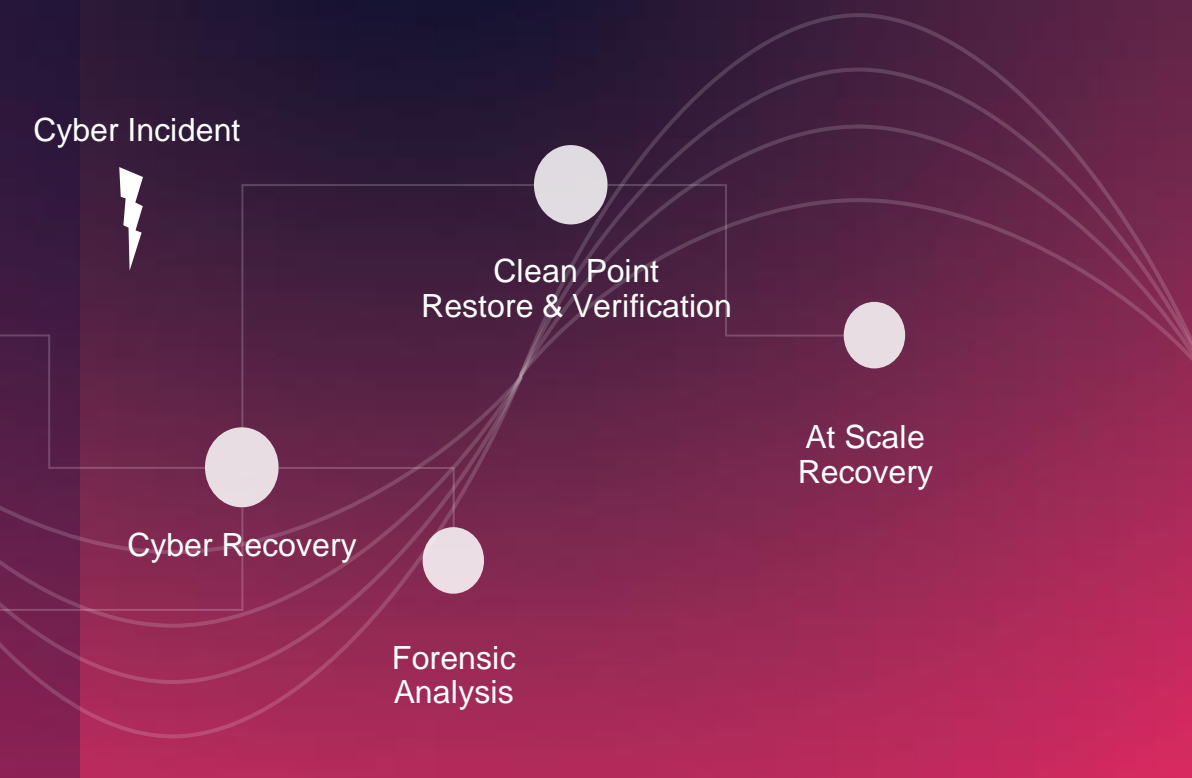 Cyber Incident
Clean Point
Restore & Verification
At Scale
Recovery
Cyber Recovery
Forensic
Analysis